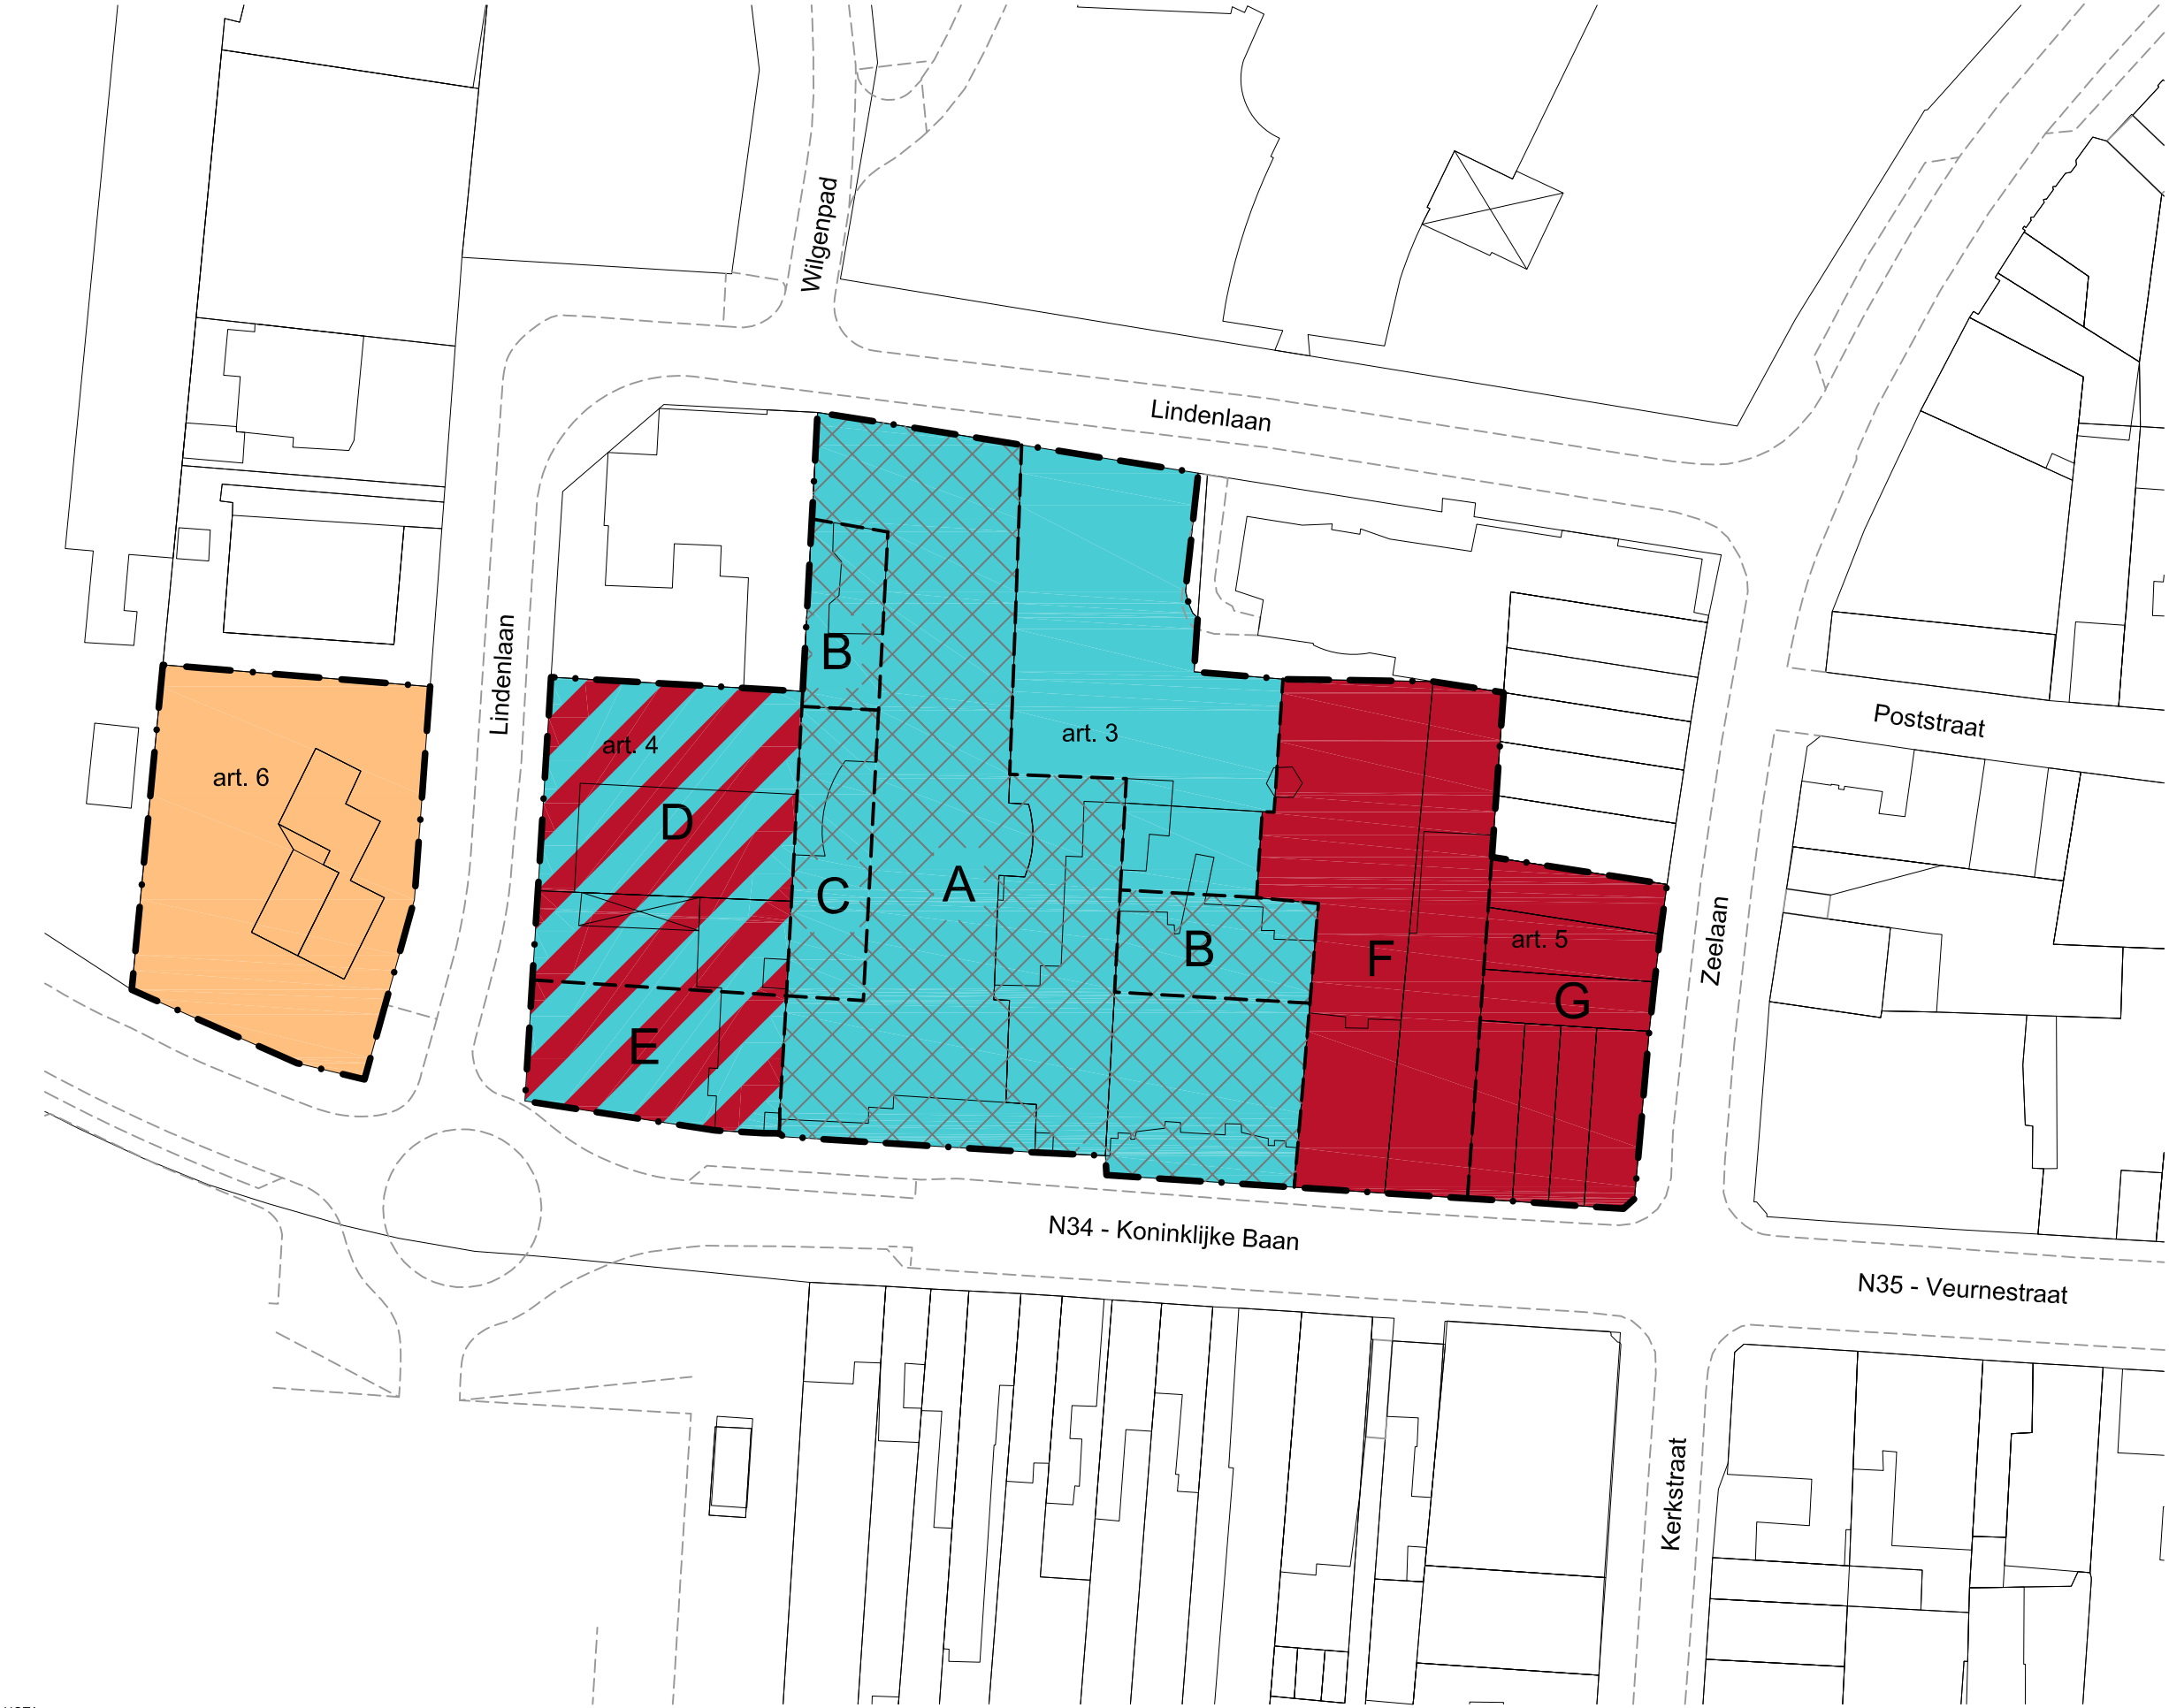 Wilgenpad
Lindenlaan
Lindenlaan
B
art. 3
Poststraat
art. 4
art. 6
D
A
C
B
F
art. 5
Zeelaan
G
E
N34 - Koninklijke Baan
N35 - Veurnestraat
Kerkstraat